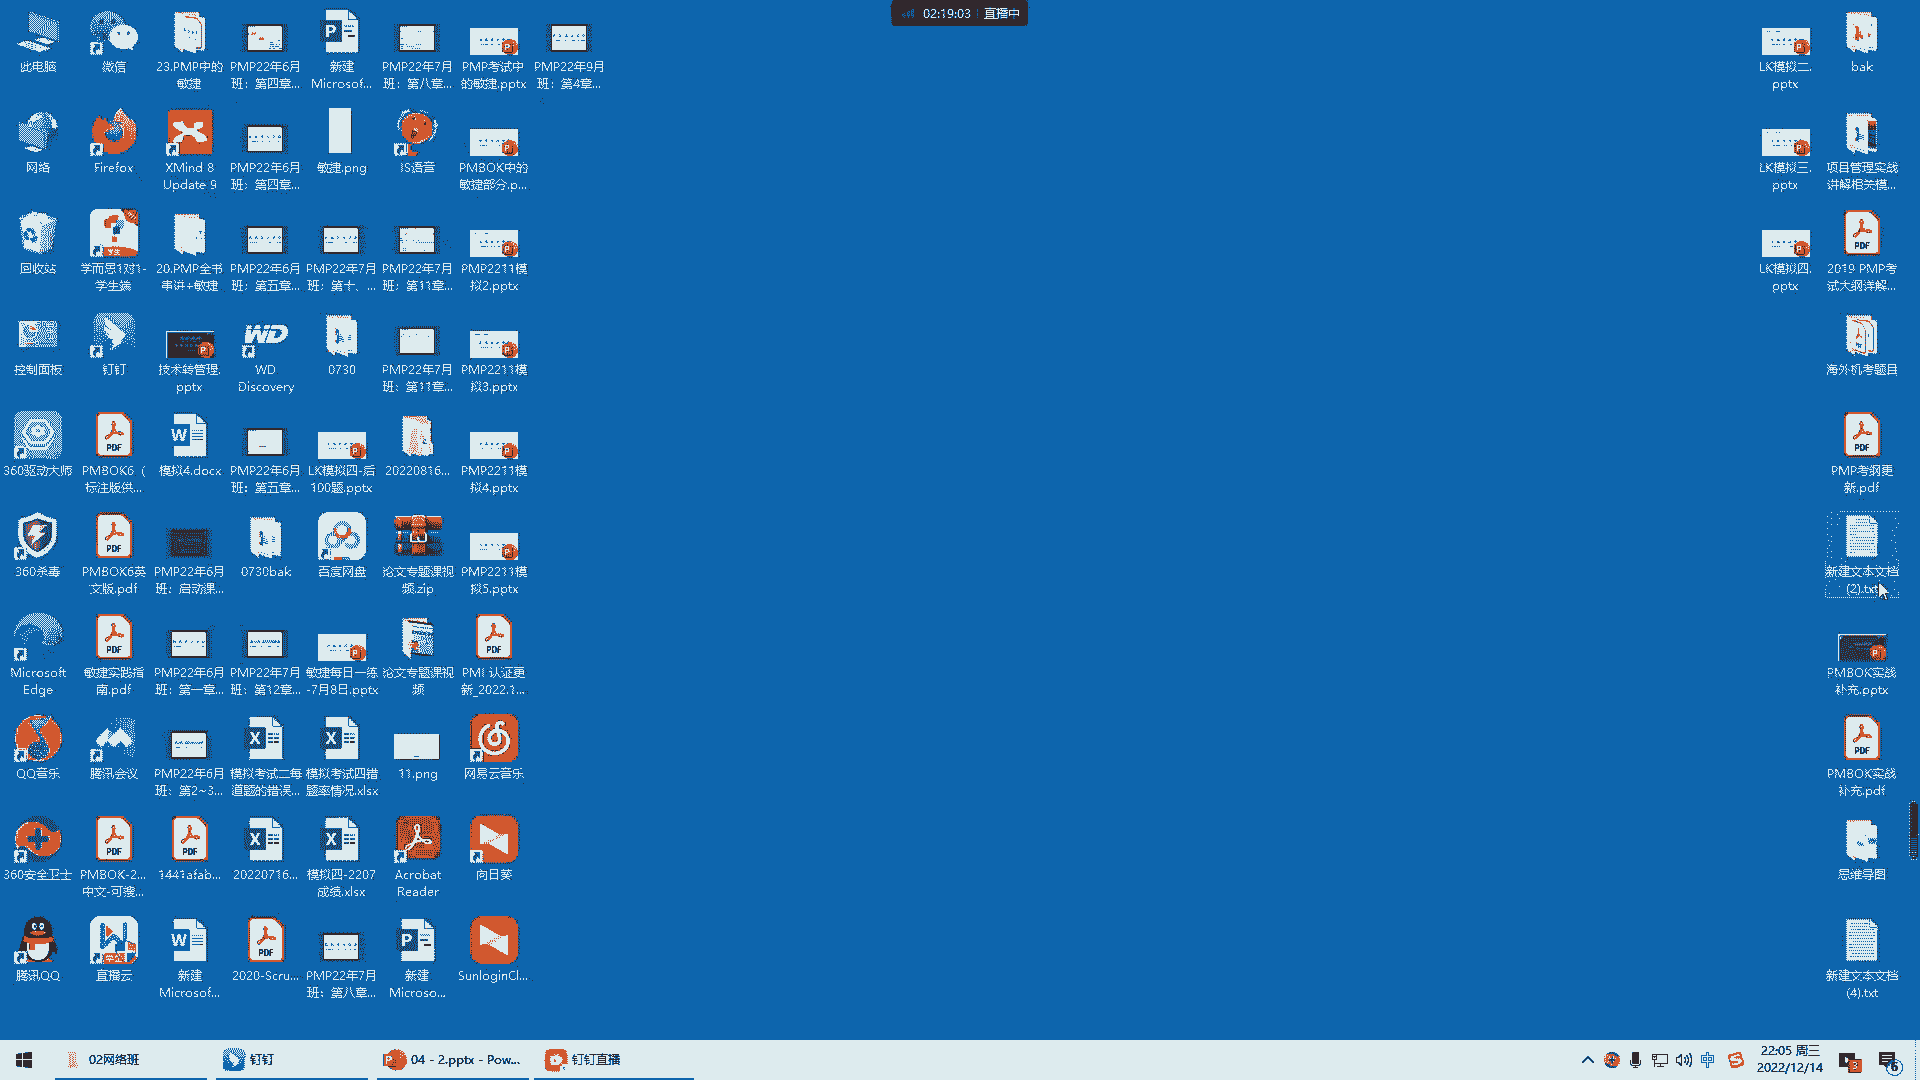 02:19:03 直播中
此电脑
微信
23.PMP中的
敏捷
PMP22年6月
班：第四章...
新建
Microsof...
PMP22年7月
班：第八章...
PMP考试中
的敏捷.pptx
PMP22年9月
班：第4章...
LK模拟二.
pptx
bak
网络
Firefox
XMind 8
Update 9
PMP22年6月
班：第四章...
敏捷.png
IS语音
PMBOK中的
敏捷部分.p...
LK模拟三.
pptx
项目管理实战
讲解相关模...
回收站
学而思1对1-
学生端
20.PMP全书
串讲+敏捷
PMP22年6月
班：第五章...
PMP22年7月
班：第十、...
PMP22年7月
班：第11章...
PMP2211模
拟2.pptx
LK模拟四.
pptx
PDF
2019 PMP考
试大纲详解...
控制面板
钉钉
技术转管理.
pptx
WD
WD
Discovery
0730
PMP22年7月
班：第11章...
PMP2211模
拟3.pptx
海外机考题目
360驱动大师
PDF
PMBOK6（
标注版供...
模拟4.docx
PMP22年6月
班：第五章...
LK模拟四-后
100题.pptx
20220816...
PMP2211模
拟4.pptx
PDF
PMP考纲更
新.pdf
360杀毒
PDF
PMBOK6英
文版.pdf
PMP22年6月
班：启动课...
0730bak
百度网盘
论文专题课视
频.zip
PMP2211模
拟5.pptx
新建文本文档
(2).txt
Microsoft
Edge
PDF
敏捷实践指
南.pdf
PMP22年6月
班：第一章...
PMP22年7月
班：第12章...
敏捷每日一练
-7月8日.pptx
论文专题课视
频
PDF
PMI 认证更
新_2022.1...
PMBOK实战
补充.pptx
QQ音乐
腾讯会议
PMP22年6月
班：第2~3...
模拟考试二每
道题的错误...
模拟考试四错
题率情况.xlsx
11.png
网易云音乐
PDF
PMBOK实战
补充.pdf
360安全卫士
PDF
PMBOK-2...
中文-可搜...
PDF
1441afab...
20220716...
模拟四-2207
成绩.xlsx
Acrobat
Reader
向日葵
思维导图
腾讯QQ
直播云
新建
Microsof...
PDF
2020-Scru...
PMP22年7月
班：第八章...
新建
Microso...
SunloginCl...
新建文本文档
(4).txt
02网络班
钉钉
04 - 2.pptx - Pow...
钉钉直播
中
22:05 周三
2022/12/14
3
6